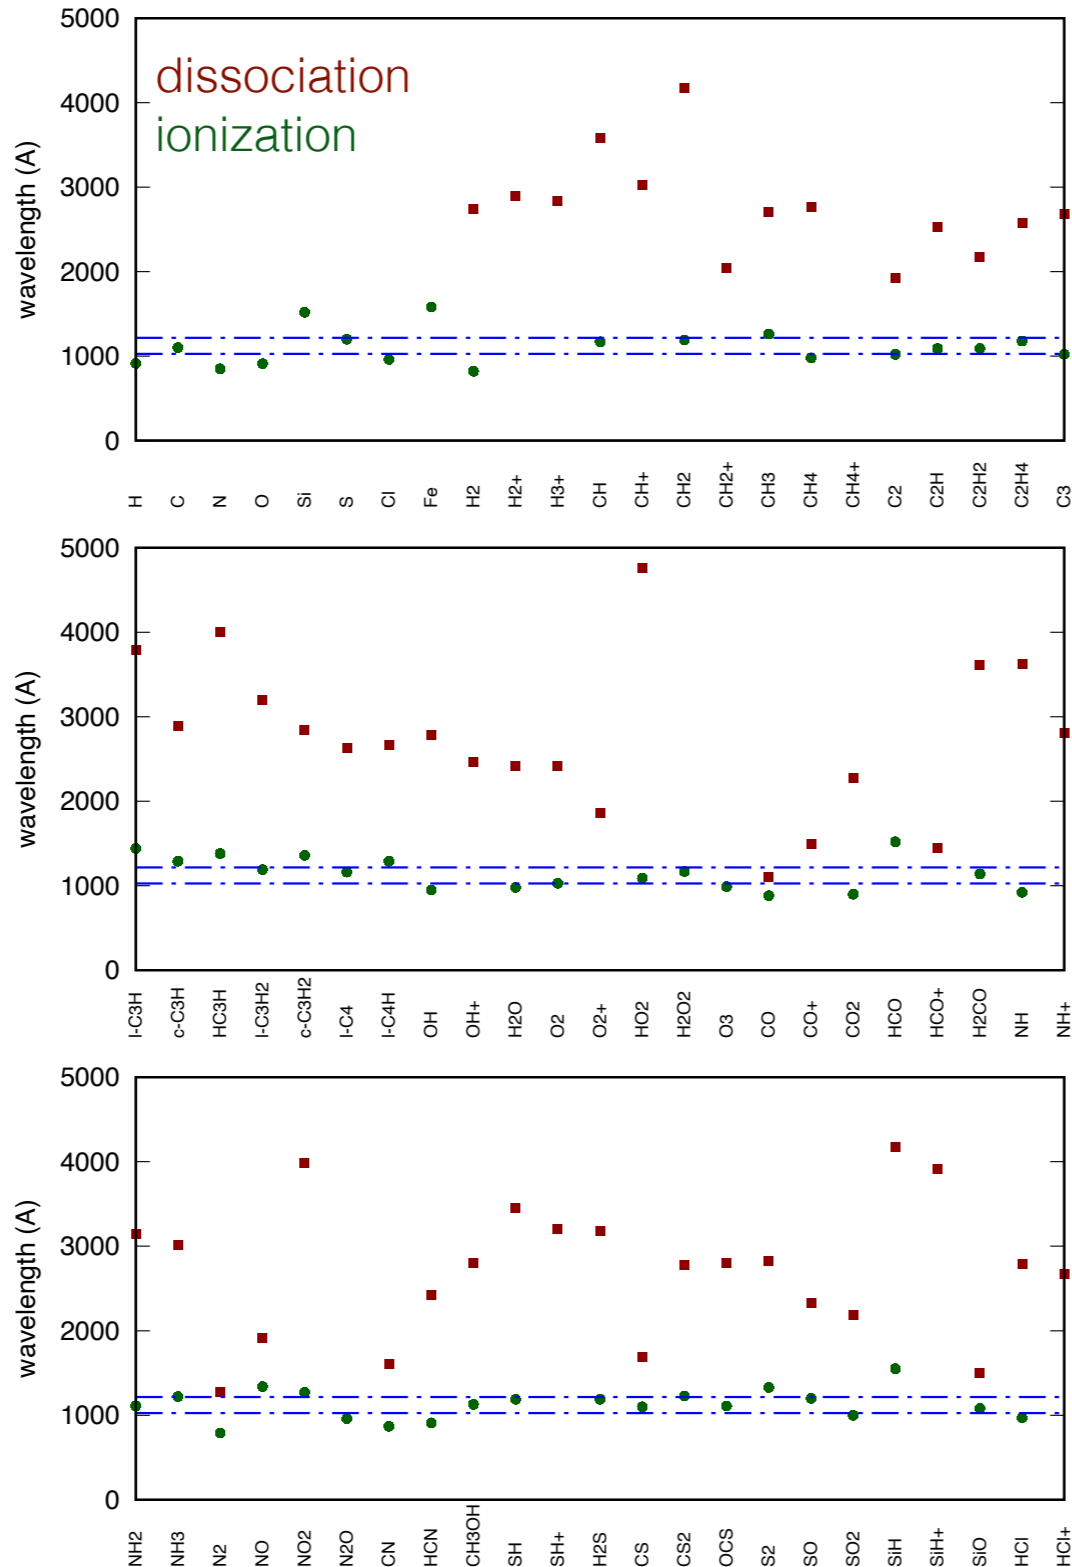 5000
4000
3000
2000
1000
0
wavelength (A)
dissociation
ionization
H
C
N
O
Si
S
Cl
Fe
H2
H2+
H3+
CH
CH+
CH2
CH2+
CH3
CH4
CH4+
C2
C2H
C2H2
C2H4
C3
5000
4000
3000
2000
1000
0
wavelength (A)
l-C3H
c-C3H
HC3H
l-C3H2
c-C3H2
l-C4
l-C4H
OH
OH+
H2O
O2
O2+
HO2
H2O2
O3
CO
CO+
CO2
HCO
HCO+
H2CO
NH
NH+
5000
4000
3000
2000
1000
0
wavelength (A)
NH2
NH3
N2
NO
NO2
N2O
CN
HCN
CH3OH
SH
SH+
H2S
CS
CS2
OCS
S2
SO
SO2
SiH
SiH+
SiO
HCl
HCl+